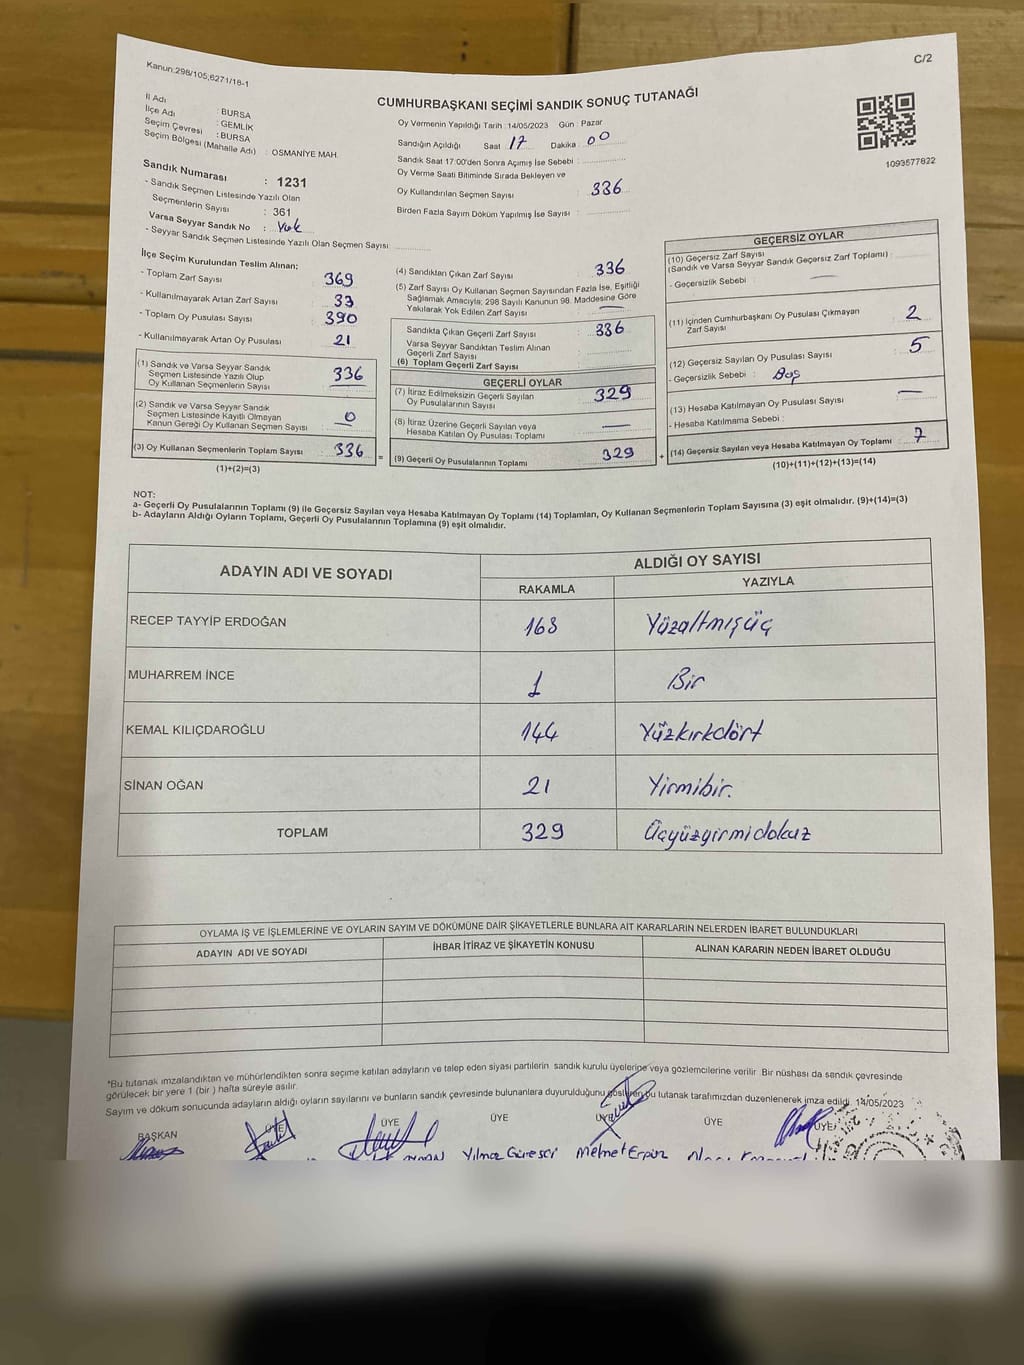 Kanun:298/105,6271/18-1
C/2
CUMHURBAŞKANI SEÇİMİ SANDIK SONUÇ TUTANAĞI
1093577822
İl Adı : BURSA
İlçe Adı : GEMLİK
Seçim Çevresi : BURSA
Seçim Bölgesi (Mahalle Adı) : OSMANİYE MAH.
Sandık Numarası : 1231
- Sandık Seçmen Listesinde Yazılı Olan
Seçmenlerin Sayısı : 361
Varsa Seyyar Sandık No : Yok
- Seyyar Sandık Seçmen Listesinde Yazılı Olan Seçmen Sayısı:
Oy Vermenin Yapıldığı Tarih :14/05/2023 Gün : Pazar
Sandığın Açıldığı Saat 17 Dakika : 00
Sandık Saat 17:00'den Sonra Açımış İse Sebebi :
Oy Verme Saati Bitiminde Sırada Bekleyen ve
Oy Kullandırılan Seçmen Sayısı : 336
Birden Fazla Sayım Döküm Yapılmış İse Sayısı :
İlçe Seçim Kurulundan Teslim Alınan;
- Toplam Zarf Sayısı 369
- Kullanılmayarak Artan Zarf Sayısı 33
- Toplam Oy Pusulası Sayısı 390
- Kullanılmayarak Artan Oy Pusulası 21
(1) Sandık ve Varsa Seyyar Sandık
Seçmen Listesinde Yazılı Olup
Oy Kullanan Seçmenlerin Sayısı 336
(2) Sandık ve Varsa Seyyar Sandık
Seçmen Listesinde Kayıtlı Olmayan
Kanun Gereği Oy Kullanan Seçmen Sayısı 0
(3) Oy Kullanan Seçmenlerin Toplam Sayısı 336
(1)+(2)=(3)
(4) Sandıktan Çıkan Zarf Sayısı 336
(5) Zarf Sayısı Oy Kullanan Seçmen Sayısından Fazla İse, Eşitliği
Sağlamak Amacıyla; 298 Sayılı Kanunun 98. Maddesine Göre
Yakılarak Yok Edilen Zarf Sayısı —
Sandıkta Çıkan Geçerli Zarf Sayısı 336
Varsa Seyyar Sandıktan Teslim Alınan
Geçerli Zarf Sayısı
(6) Toplam Geçerli Zarf Sayısı
GEÇERLİ OYLAR
(7) İtiraz Edilmeksizin Geçerli Sayılan
Oy Pusulalarının Sayısı 329
(8) İtiraz Üzerine Geçerli Sayılan veya
Hesaba Katılan Oy Pusulası Toplamı —
= (9) Geçerli Oy Pusulalarının Toplamı 329
GEÇERSİZ OYLAR
(10) Geçersiz Zarf Sayısı
(Sandık ve Varsa Seyyar Sandık Geçersiz Zarf Toplamı) :
- Geçersizlik Sebebi : —
(11) İçinden Cumhurbaşkanı Oy Pusulası Çıkmayan
Zarf Sayısı 2
(12) Geçersiz Sayılan Oy Pusulası Sayısı 5
- Geçersizlik Sebebi : Boş
(13) Hesaba Katılmayan Oy Pusulası Sayısı —
- Hesaba Katılmama Sebebi :
+ (14) Geçersiz Sayılan veya Hesaba Katılmayan Oy Toplamı 7
(10)+(11)+(12)+(13)=(14)
NOT:
a- Geçerli Oy Pusulalarının Toplamı (9) ile Geçersiz Sayılan veya Hesaba Katılmayan Oy Toplamı (14) Toplamları, Oy Kullanan Seçmenlerin Toplam Sayısına (3) eşit olmalıdır. (9)+(14)=(3)
b- Adayların Aldığı Oyların Toplamı, Geçerli Oy Pusulalarının Toplamına (9) eşit olmalıdır.
ADAYIN ADI VE SOYADI ALDIĞI OY SAYISI
RAKAMLA YAZIYLA
RECEP TAYYİP ERDOĞAN 163 Yüzaltmışüç
MUHARREM İNCE 1 Bir
KEMAL KILIÇDAROĞLU 144 Yüzkırkdört
SİNAN OĞAN 21 Yirmibir.
TOPLAM 329 Üçyüzyirmidokuz
OYLAMA İŞ VE İŞLEMLERİNE VE OYLARIN SAYIM VE DÖKÜMÜNE DAİR ŞİKAYETLERLE BUNLARA AİT KARARLARIN NELERDEN İBARET BULUNDUKLARI
ADAYIN ADI VE SOYADI İHBAR İTİRAZ VE ŞİKAYETİN KONUSU ALINAN KARARIN NEDEN İBARET OLDUĞU
*Bu tutanak imzalandıktan ve mühürlendikten sonra seçime katılan adayların ve talep eden siyasi partilerin sandık kurulu üyelerine veya gözlemcilerine verilir Bir nüshası da sandık çevresinde
görülecek bir yere 1 (bir ) hafta süreyle asılır.
Sayım ve döküm sonucunda adayların aldığı oyların sayılarını ve bunların sandık çevresinde bulunanlara duyurulduğunu gösteren bu tutanak tarafımızdan düzenlenerek imza edildi. 14/05/2023
BAŞKAN ÜYE ÜYE ÜYE ÜYE ÜYE ÜYE
Yılmaz Güresci Mehmet Ergün